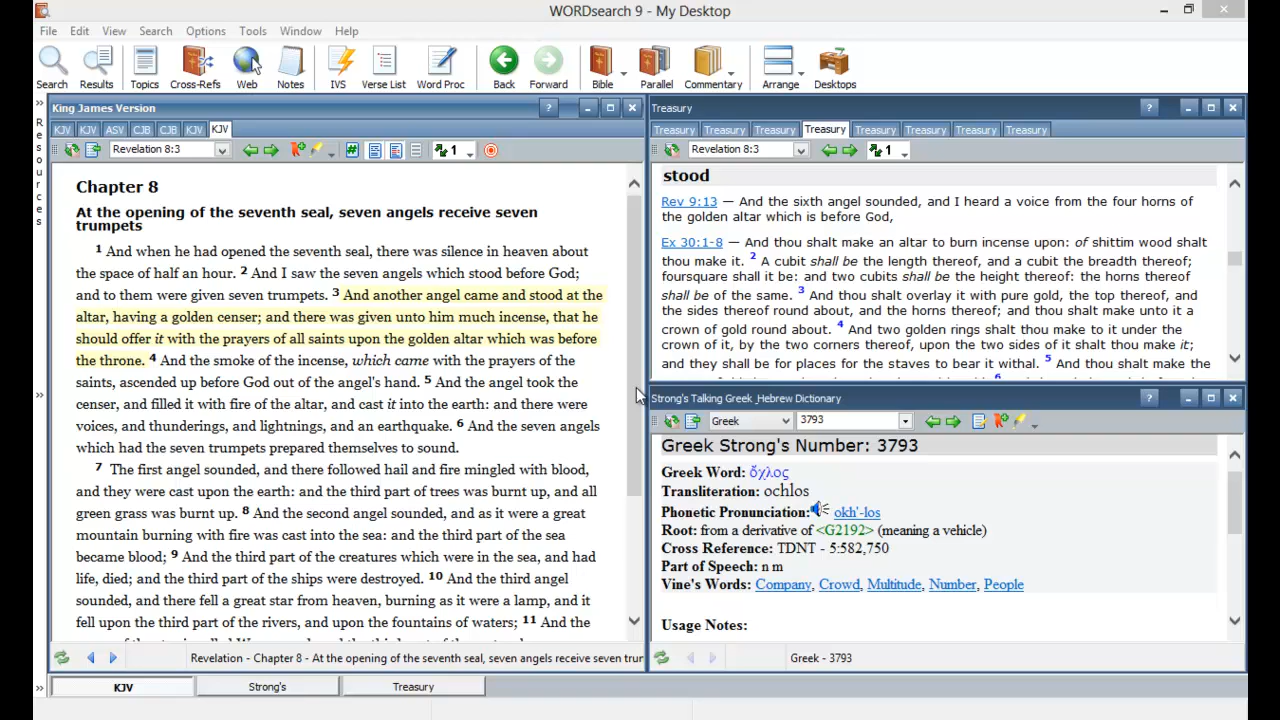 WORDsearch 9 - My Desktop
File Edit View Search Options Tools Window Help
Search Results Topics Cross-Refs Web Notes IVS Verse List Word Proc Back Forward Bible Parallel Commentary Arrange Desktops
Resources
King James Version
KJV KJV ASV CJB CJB KJV KJV
Revelation 8:3
1
Chapter 8
At the opening of the seventh seal, seven angels receive seven
trumpets
1 And when he had opened the seventh seal, there was silence in heaven about
the space of half an hour. 2 And I saw the seven angels which stood before God;
and to them were given seven trumpets. 3 And another angel came and stood at the
altar, having a golden censer; and there was given unto him much incense, that he
should offer it with the prayers of all saints upon the golden altar which was before
the throne. 4 And the smoke of the incense, which came with the prayers of the
saints, ascended up before God out of the angel's hand. 5 And the angel took the
censer, and filled it with fire of the altar, and cast it into the earth: and there were
voices, and thunderings, and lightnings, and an earthquake. 6 And the seven angels
which had the seven trumpets prepared themselves to sound.
7 The first angel sounded, and there followed hail and fire mingled with blood,
and they were cast upon the earth: and the third part of trees was burnt up, and all
green grass was burnt up. 8 And the second angel sounded, and as it were a great
mountain burning with fire was cast into the sea: and the third part of the sea
became blood; 9 And the third part of the creatures which were in the sea, and had
life, died; and the third part of the ships were destroyed. 10 And the third angel
sounded, and there fell a great star from heaven, burning as it were a lamp, and it
fell upon the third part of the rivers, and upon the fountains of waters; 11 And the
Revelation - Chapter 8 - At the opening of the seventh seal, seven angels receive seven trur
Treasury
Treasury Treasury Treasury Treasury Treasury Treasury Treasury Treasury
Revelation 8:3
1
stood
Rev 9:13 — And the sixth angel sounded, and I heard a voice from the four horns of
the golden altar which is before God,
Ex 30:1-8 — And thou shalt make an altar to burn incense upon: of shittim wood shalt
thou make it. 2 A cubit shall be the length thereof, and a cubit the breadth thereof;
foursquare shall it be: and two cubits shall be the height thereof: the horns thereof
shall be of the same. 3 And thou shalt overlay it with pure gold, the top thereof, and
the sides thereof round about, and the horns thereof; and thou shalt make unto it a
crown of gold round about. 4 And two golden rings shalt thou make to it under the
crown of it, by the two corners thereof, upon the two sides of it shalt thou make it;
and they shall be for places for the staves to bear it withal. 5 And thou shalt make the
Strong's Talking Greek _Hebrew Dictionary
Greek 3793
Greek Strong's Number: 3793
Greek Word: ὄχλος
Transliteration: ochlos
Phonetic Pronunciation: okh'-los
Root: from a derivative of <G2192> (meaning a vehicle)
Cross Reference: TDNT - 5:582,750
Part of Speech: n m
Vine's Words: Company, Crowd, Multitude, Number, People
Usage Notes:
Greek - 3793
KJV Strong's Treasury